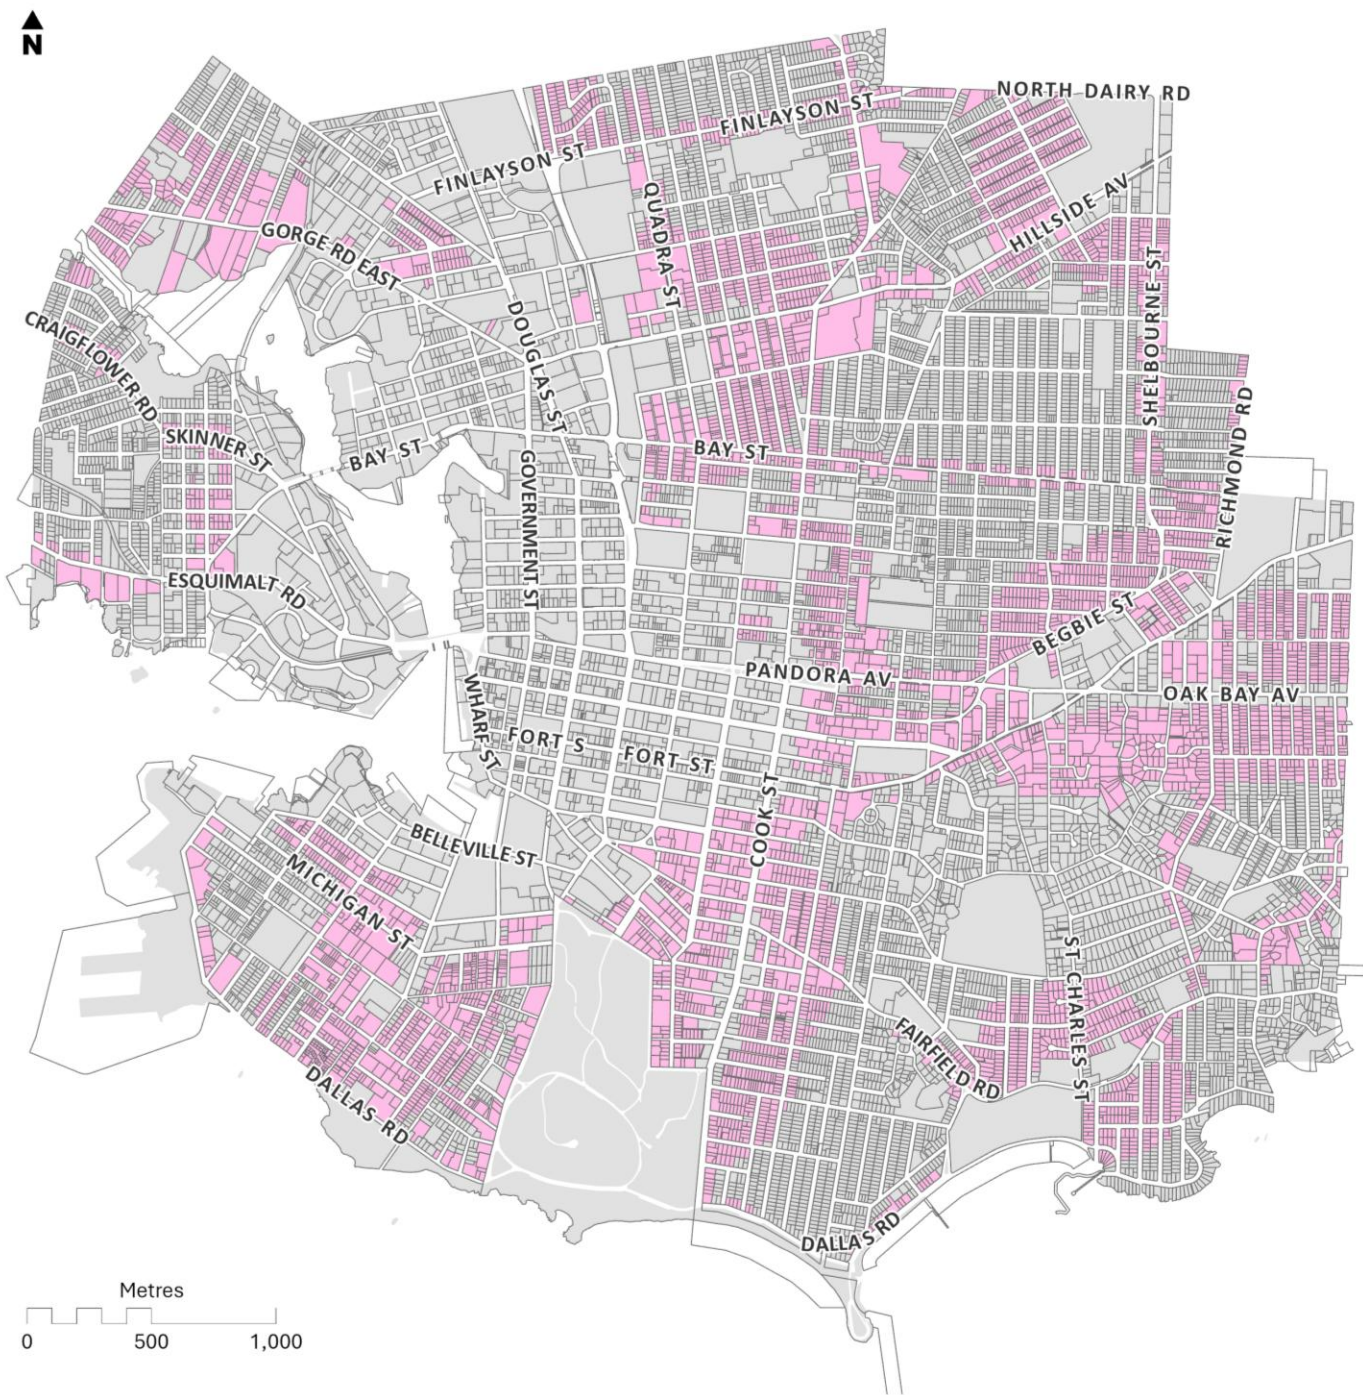 N
NORTH DAIRY RD
FINLAYSON ST
FINLAYSON ST
QUADRA ST
HILLSIDE AV
GORGE RD EAST
SHELBOURNE ST
CRAIGFLOWER RD
DOUGLAS ST
RICHMOND RD
SKINNER ST
BAY ST
BAY ST
GOVERNMENT ST
ESQUIMALT RD
BEGBIE ST
PANDORA AV
OAK BAY AV
WHARF ST
FORT S
FORT ST
COOK ST
BELLEVILLE ST
MICHIGAN ST
ST CHARLES ST
FAIRFIELD RD
DALLAS RD
DALLAS RD
Metres
0 500 1,000